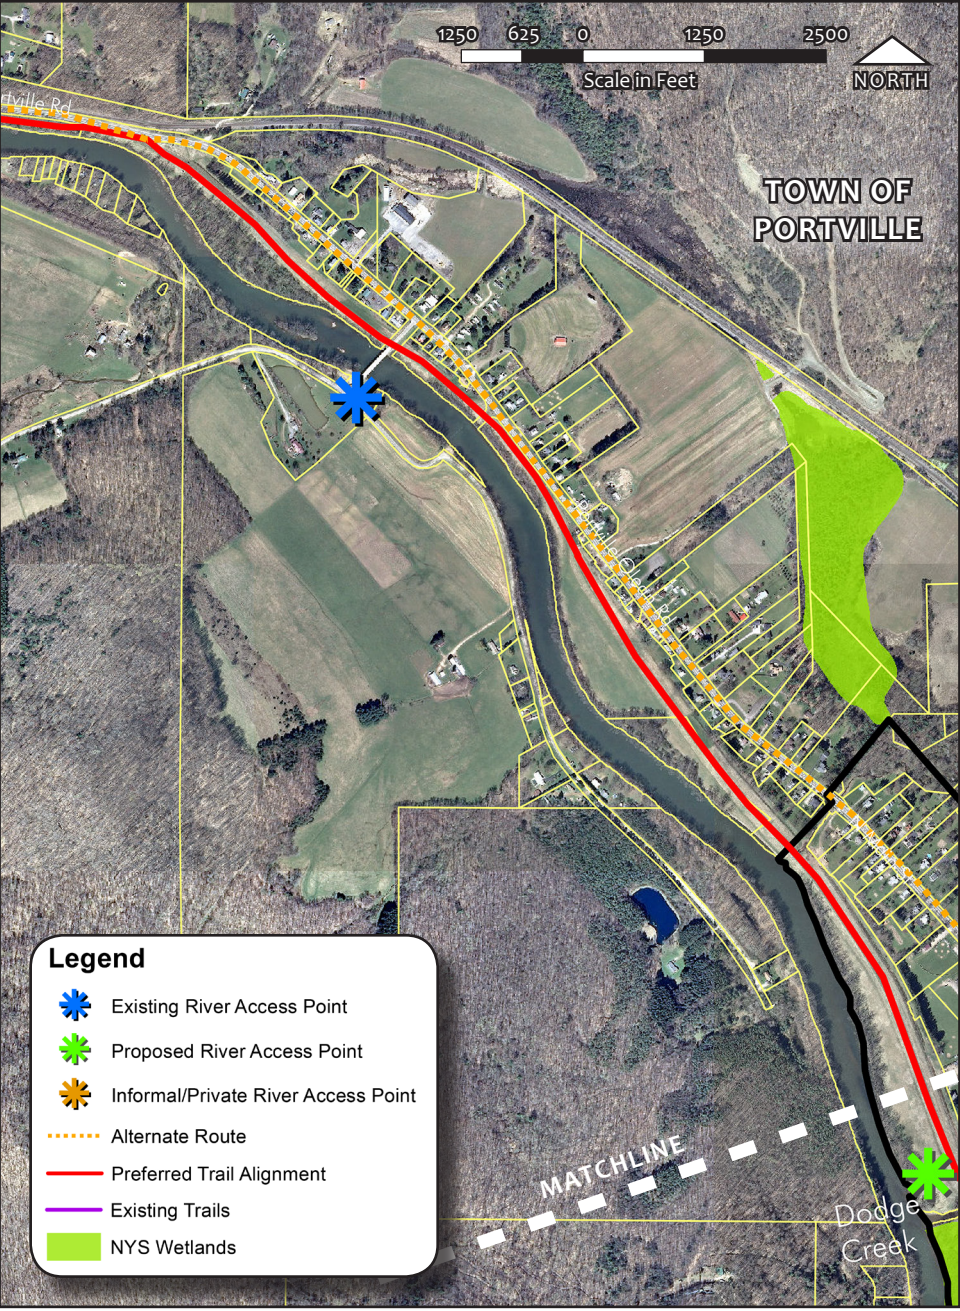 1250 625 0 1250 2500
Scale in Feet
NORTH
TOWN OF
PORTVILLE
MATCHLINE
Dodge
Creek
Legend
Existing River Access Point
Proposed River Access Point
Informal/Private River Access Point
Alternate Route
Preferred Trail Alignment
Existing Trails
NYS Wetlands